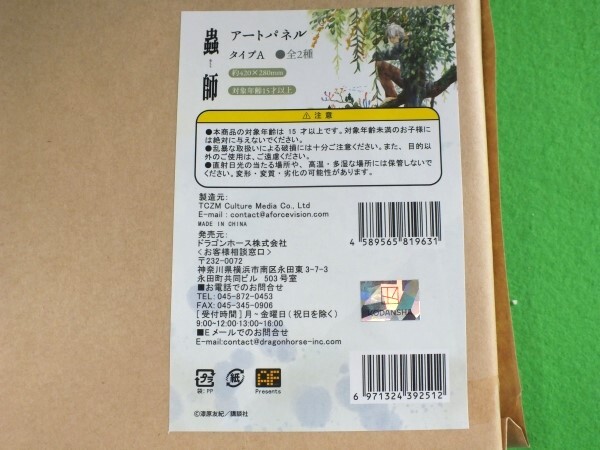 蟲師
アートパネル
タイプA ●全2種
約420×280mm
対象年齢15才以上
⚠ 注意
●本商品の対象年齢は 15 才以上です。対象年齢未満のお子様に
は絶対に与えないでください。
●乱暴な取扱いによる破損には十分ご注意ください。また、目的以
外のご使用は、ご遠慮ください。
●直射日光の当たる場所や、高温・多湿な場所には保管しないで
ください。変形・変質・劣化の可能性があります。
製造元:
TCZM Culture Media Co., Ltd
E-mail : contact@aforcevision.com
MADE IN CHINA
発売元:
ドラゴンホース株式会社
〈お客様相談窓口〉
〒232-0072
神奈川県横浜市南区永田東3-7-3
永田町共同ビル 503号室
■お電話でのお問合せ
TEL: 045-872-0453
FAX: 045-345-0906
[受付時間]月~金曜日(祝日を除く)
9:00~12:00・13:00~16:00
■Eメールでのお問合せ
E-mail:contact@dragonhorse-inc.com
4 589565 819631
KODANSHA
6 971324 392512
プラ
袋: PP
紙
Presents
©漆原友紀/講談社